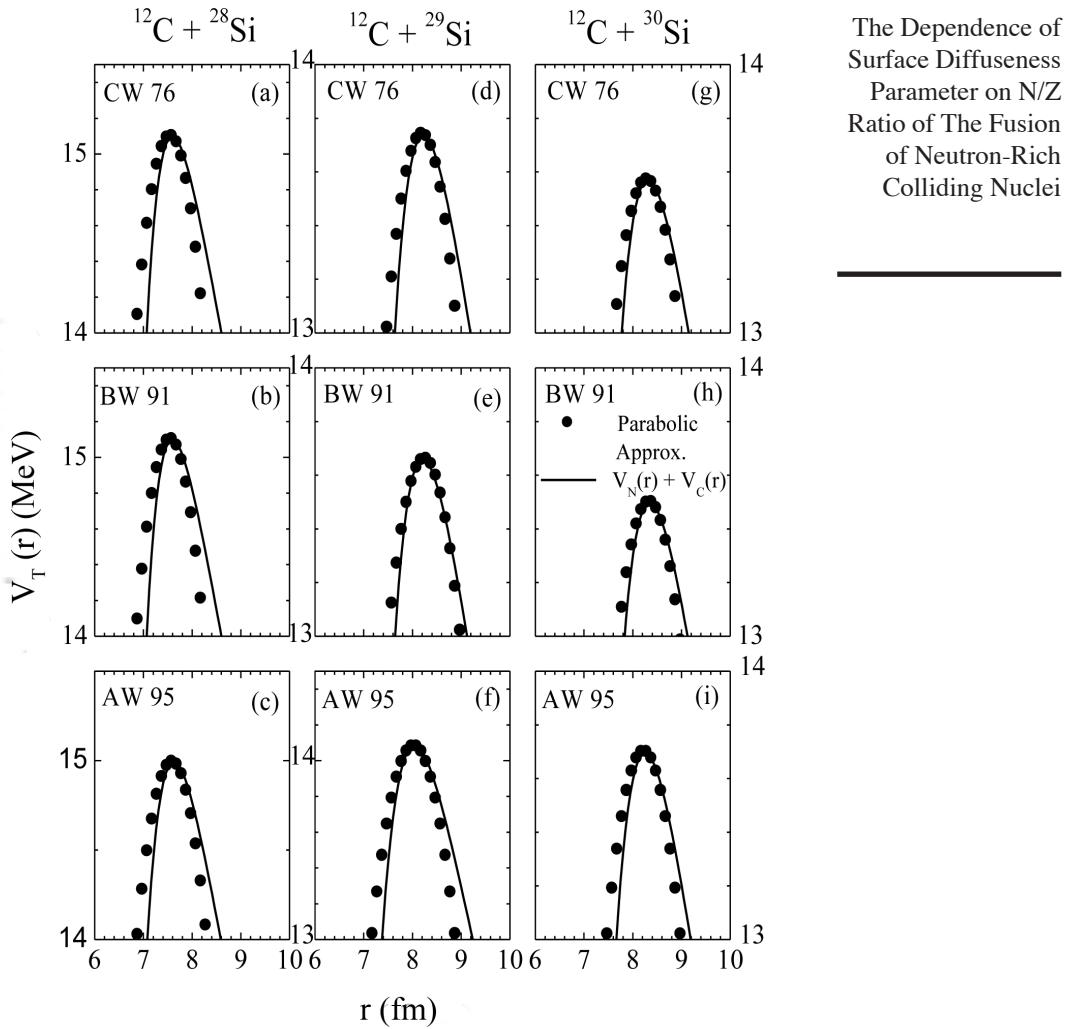 ¹²C + ²⁸Si
¹²C + ²⁹Si
¹²C + ³⁰Si
The Dependence of
Surface Diffuseness
Parameter on N/Z
Ratio of The Fusion
of Neutron-Rich
Colliding Nuclei
CW 76 (a)
15
14
14
CW 76 (d)
13
CW 76 (g)
14
13
BW 91 (b)
15
14
14
BW 91 (e)
13
BW 91 (h)
Parabolic
Approx.
V_N(r) + V_C(r)
14
13
V_T (r) (MeV)
AW 95 (c)
15
14
AW 95 (f)
14
13
AW 95 (i)
14
13
6 7 8 9 10
6 7 8 9 10
6 7 8 9 10
r (fm)